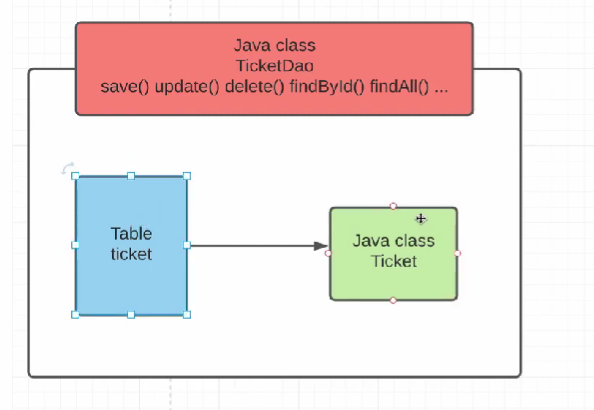 Java class
TicketDao
save() update() delete() findById() findAll() ...
Table
ticket
Java class
Ticket